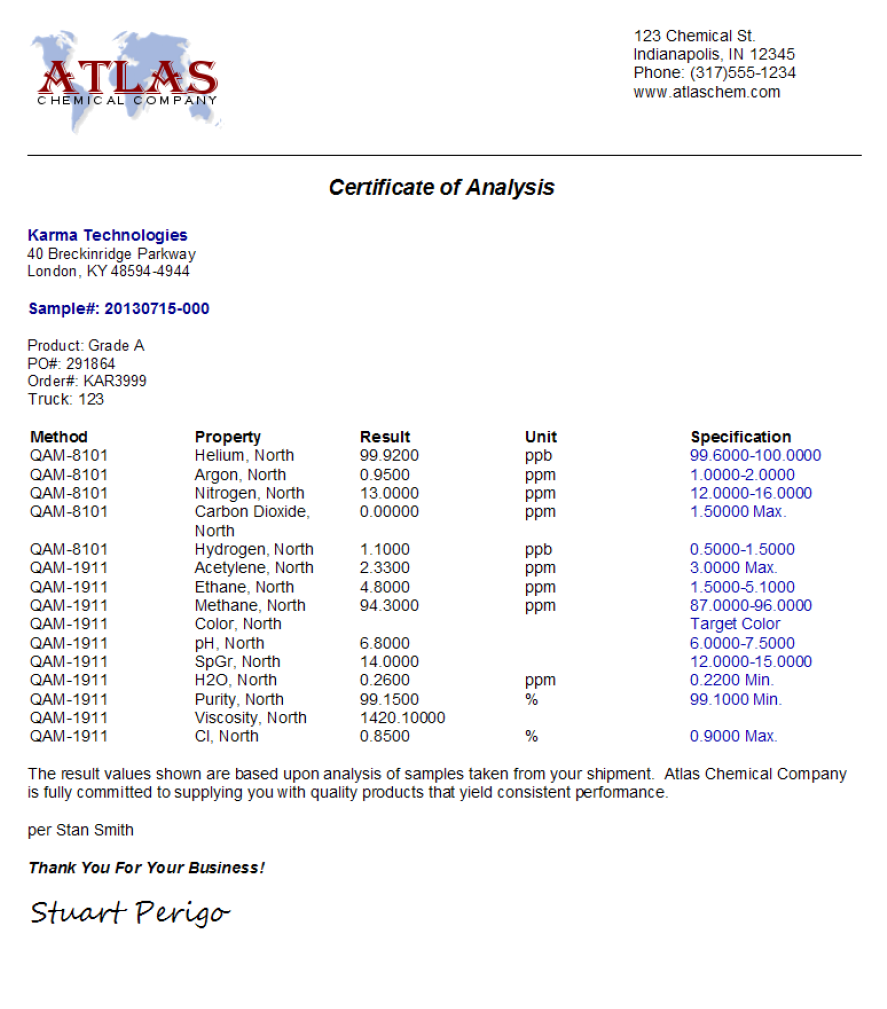 ATLAS
CHEMICAL COMPANY
123 Chemical St.
Indianapolis, IN 12345
Phone: (317)555-1234
www.atlaschem.com
Certificate of Analysis
Karma Technologies
40 Breckinridge Parkway
London, KY 48594-4944
Sample#: 20130715-000
Product: Grade A
PO#: 291864
Order#: KAR3999
Truck: 123
Method Property Result Unit Specification
QAM-8101 Helium, North 99.9200 ppb 99.6000-100.0000
QAM-8101 Argon, North 0.9500 ppm 1.0000-2.0000
QAM-8101 Nitrogen, North 13.0000 ppm 12.0000-16.0000
QAM-8101 Carbon Dioxide, 0.00000 ppm 1.50000 Max.
North
QAM-8101 Hydrogen, North 1.1000 ppb 0.5000-1.5000
QAM-1911 Acetylene, North 2.3300 ppm 3.0000 Max.
QAM-1911 Ethane, North 4.8000 ppm 1.5000-5.1000
QAM-1911 Methane, North 94.3000 ppm 87.0000-96.0000
QAM-1911 Color, North Target Color
QAM-1911 pH, North 6.8000 6.0000-7.5000
QAM-1911 SpGr, North 14.0000 12.0000-15.0000
QAM-1911 H2O, North 0.2600 ppm 0.2200 Min.
QAM-1911 Purity, North 99.1500 % 99.1000 Min.
QAM-1911 Viscosity, North 1420.10000
QAM-1911 Cl, North 0.8500 % 0.9000 Max.
The result values shown are based upon analysis of samples taken from your shipment. Atlas Chemical Company
is fully committed to supplying you with quality products that yield consistent performance.
per Stan Smith
Thank You For Your Business!
Stuart Perigo